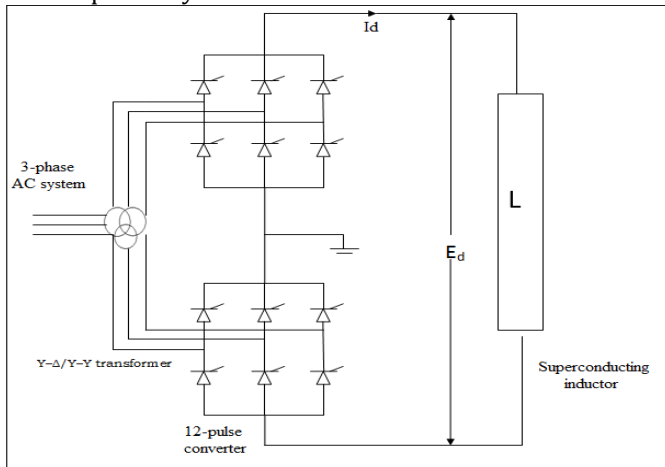 Id
3-phase
AC system
L
Ed
Y–Δ/Y–Y transformer
Superconducting
inductor
12-pulse
converter